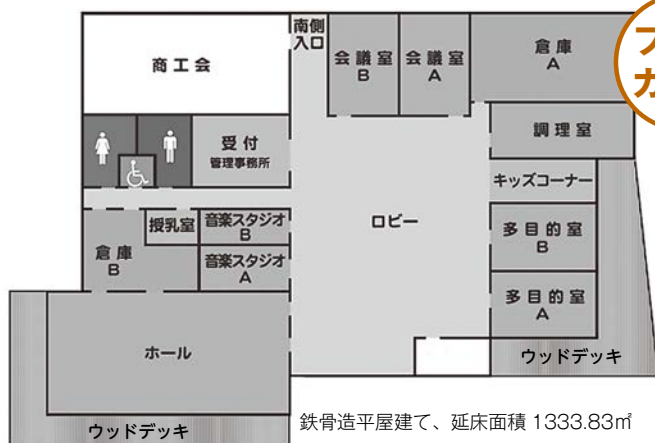 南側
入口
商工会
会議室
B
会議室
A
倉庫
A
調理室
受付
管理事務所
キッズコーナー
ロビー
授乳室
音楽スタジオ
B
多目的室
B
倉庫
B
音楽スタジオ
A
多目的室
A
ホール
ウッドデッキ
ウッドデッキ
鉄骨造平屋建て、延床面積 1333.83㎡